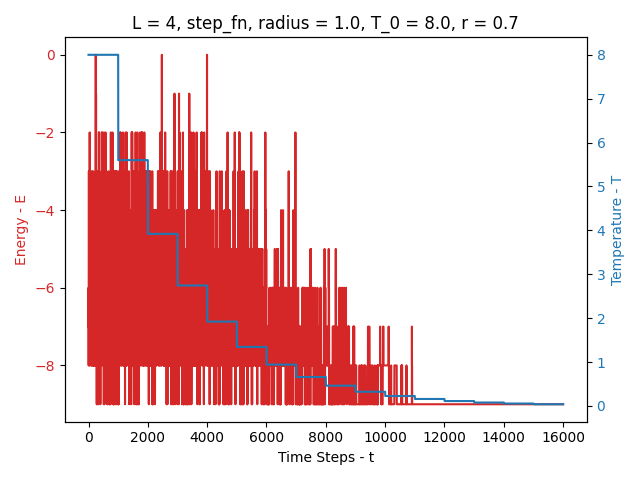 L = 4, step_fn, radius = 1.0, T_0 = 8.0, r = 0.7
Energy - E
0
−2
−4
−6
−8
8
7
6
5
4
3
2
1
0
Temperature - T
0 2000 4000 6000 8000 10000 12000 14000 16000
Time Steps - t